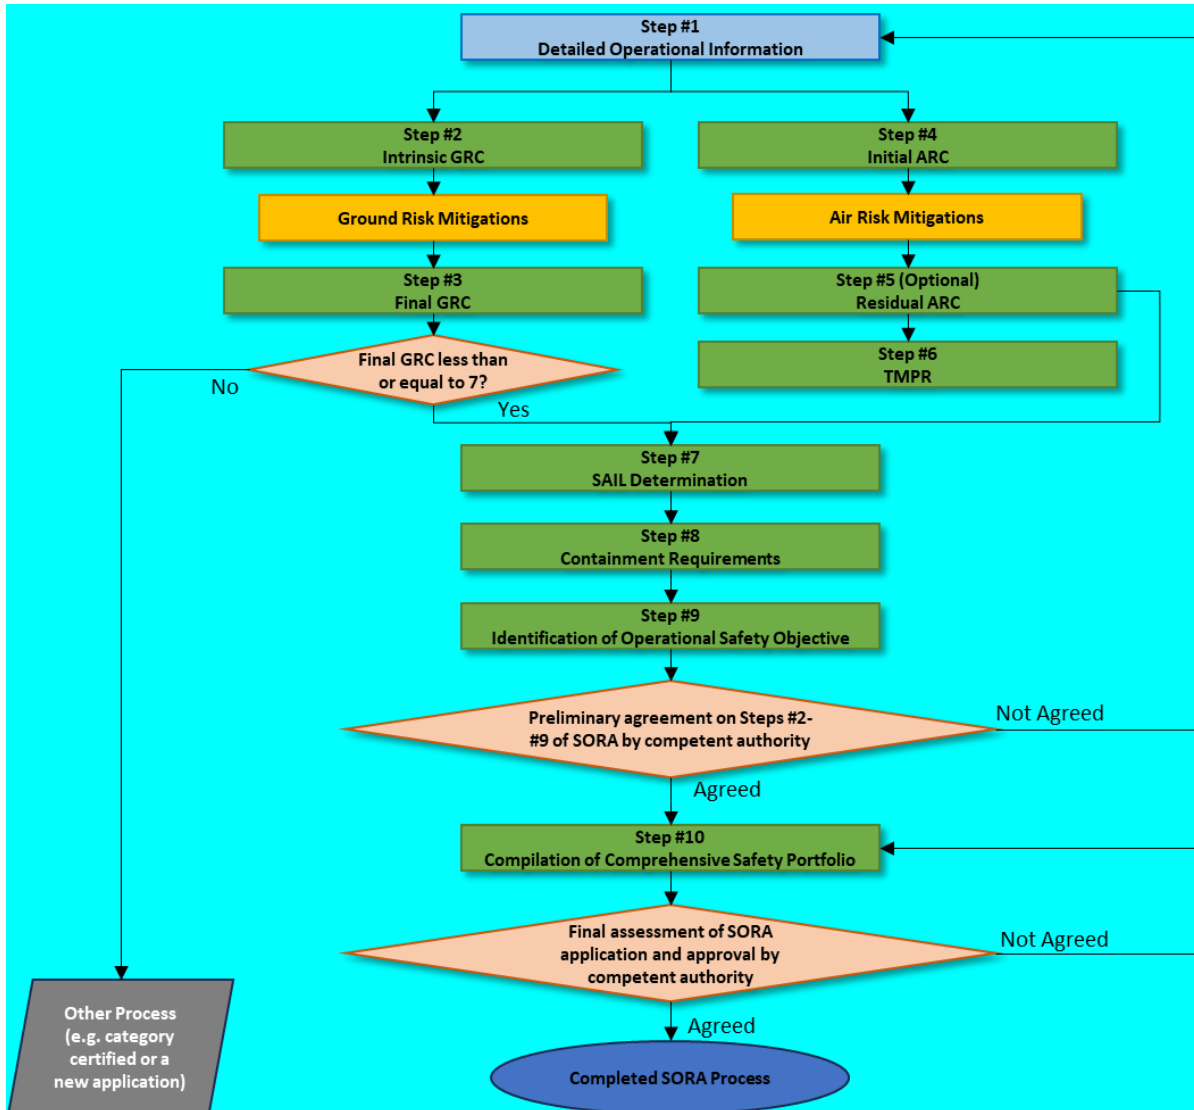 Step #1
Detailed Operational Information
Step #2
Intrinsic GRC
Step #4
Initial ARC
Ground Risk Mitigations
Air Risk Mitigations
Step #3
Final GRC
Step #5 (Optional)
Residual ARC
Final GRC less than
or equal to 7?
Step #6
TMPR
No
Yes
Step #7
SAIL Determination
Step #8
Containment Requirements
Step #9
Identification of Operational Safety Objective
Preliminary agreement on Steps #2-
#9 of SORA by competent authority
Not Agreed
Agreed
Step #10
Compilation of Comprehensive Safety Portfolio
Final assessment of SORA
application and approval by
competent authority
Not Agreed
Agreed
Other Process
(e.g. category
certified or a
new application)
Completed SORA Process